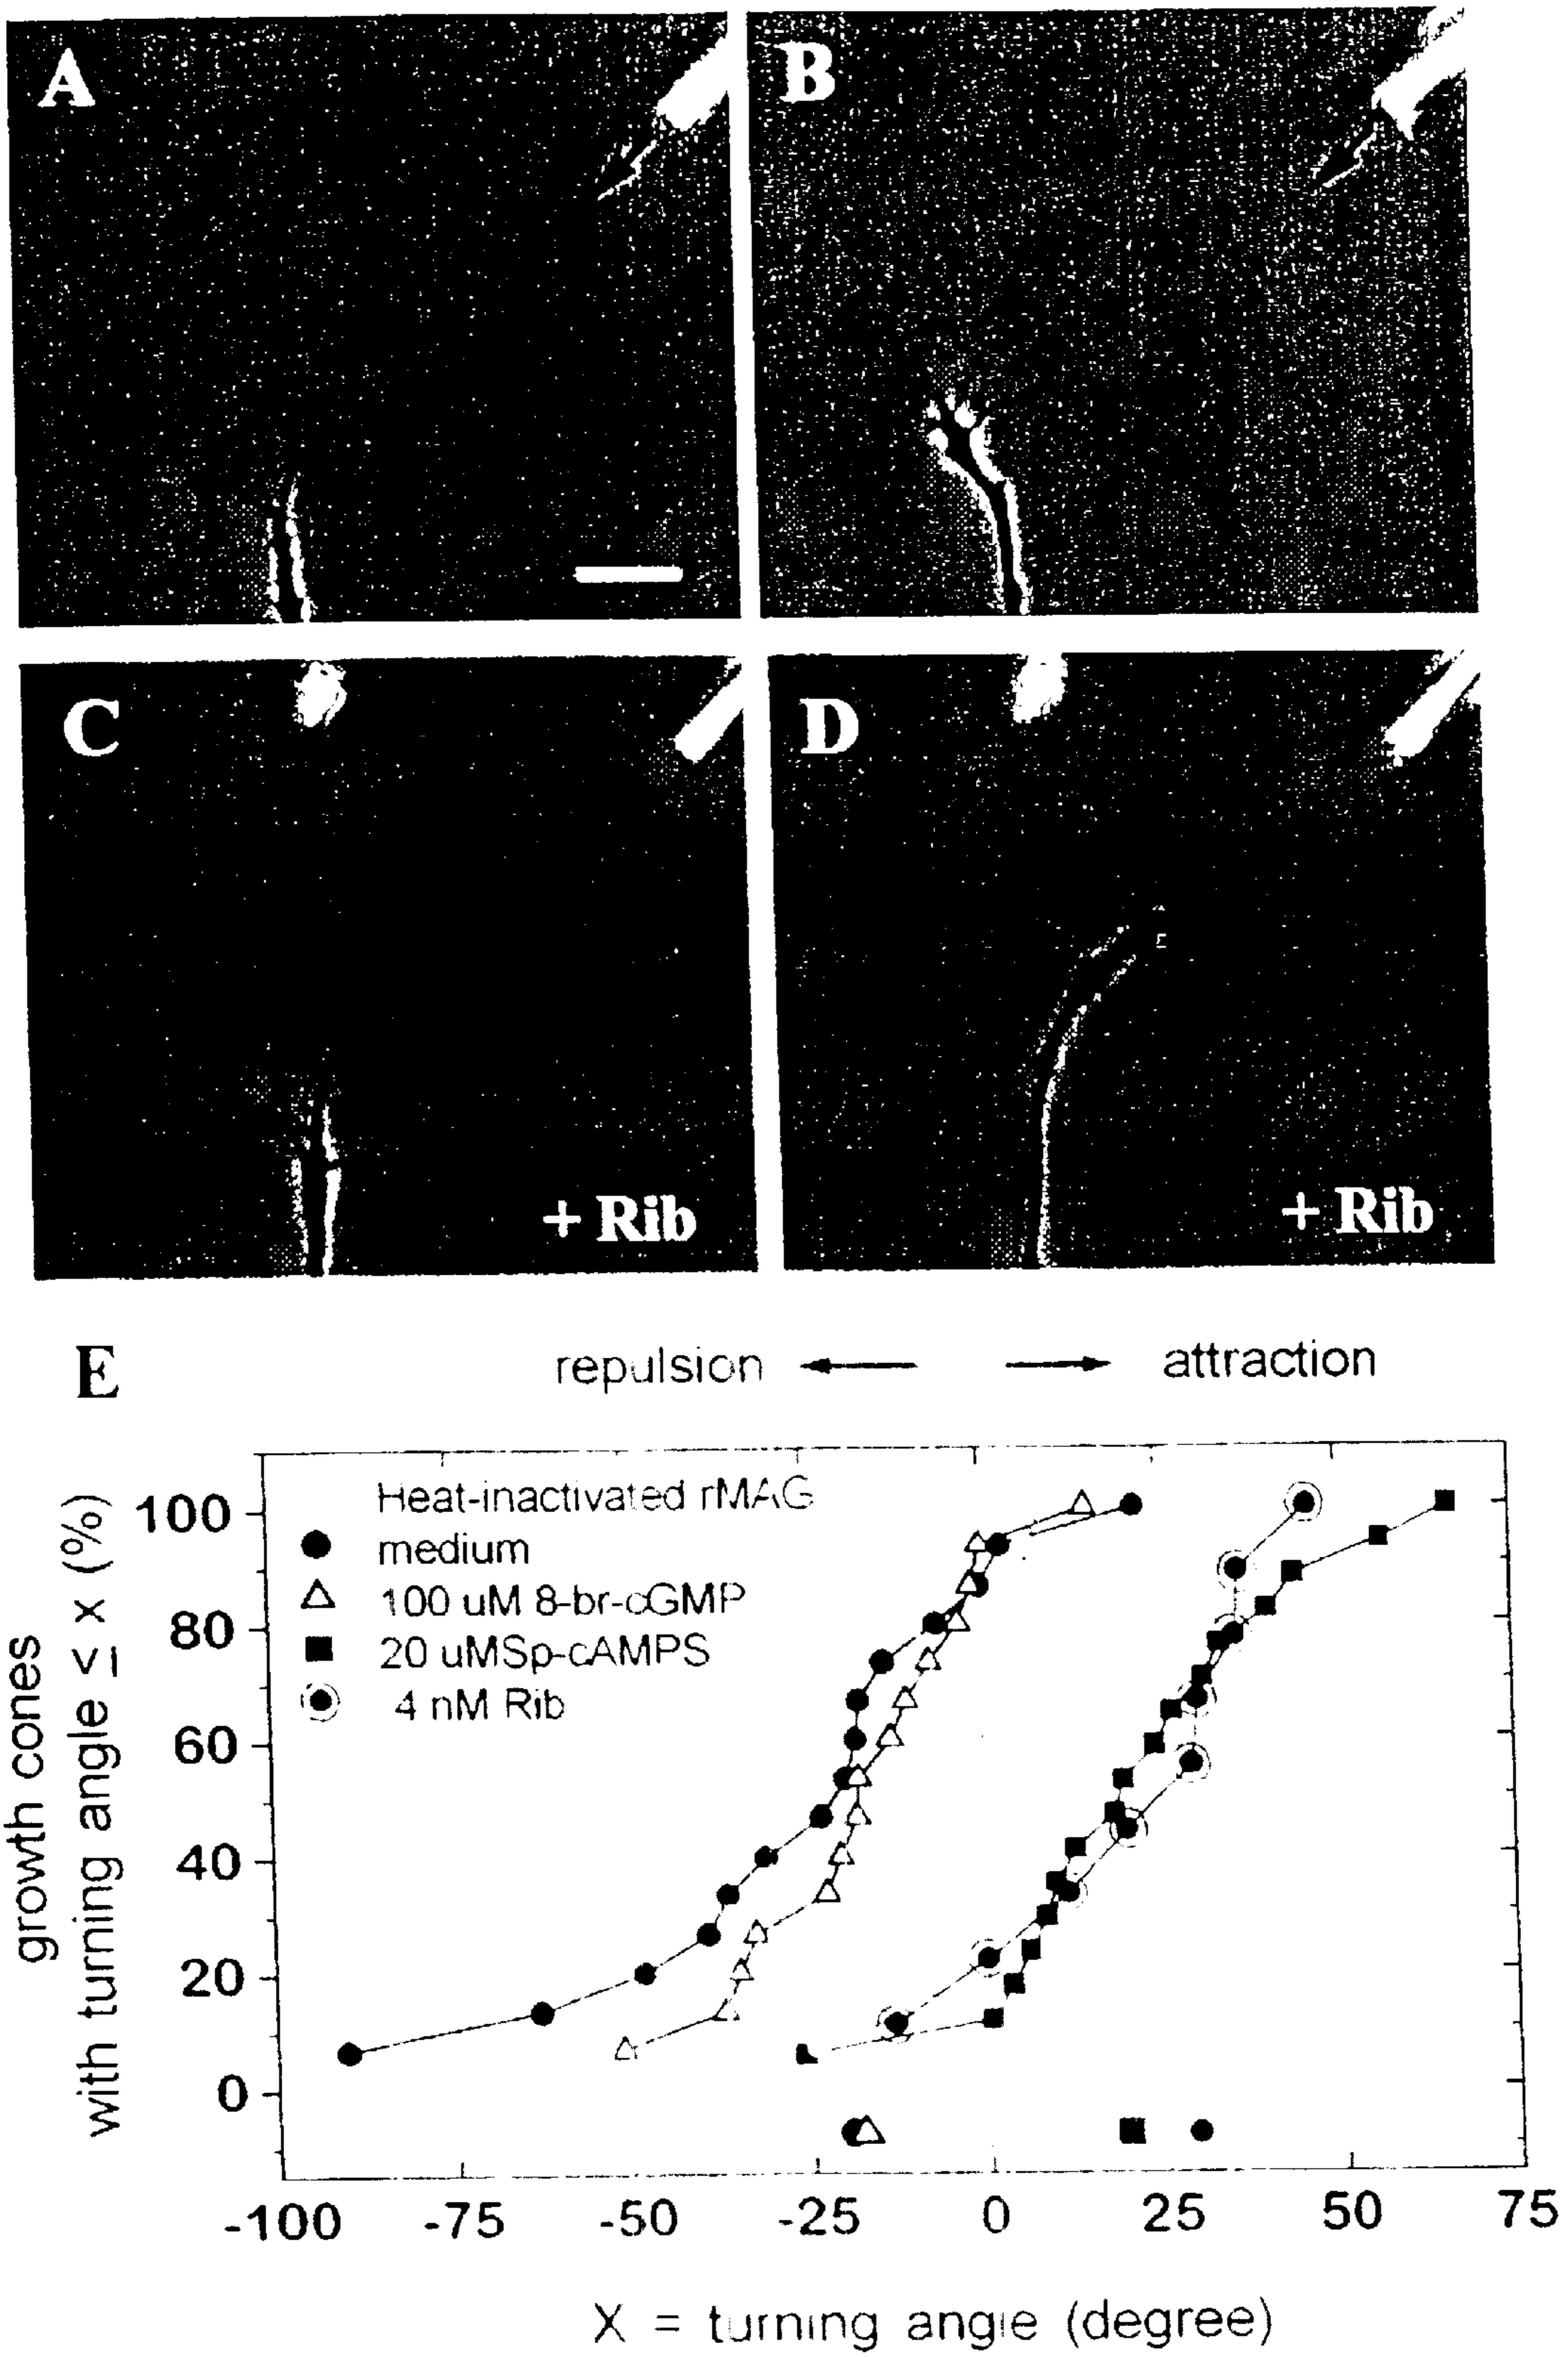 A
B
C
+ Rib
D
+ Rib
E
repulsion
attraction
growth cones
with turning angle ≤ x (%)
100
80
60
40
20
0
Heat-inactivated rMAG
medium
100 uM 8-br-cGMP
20 uMSp-cAMPS
4 nM Rib
-100 -75 -50 -25 0 25 50 75
X = turning angle (degree)